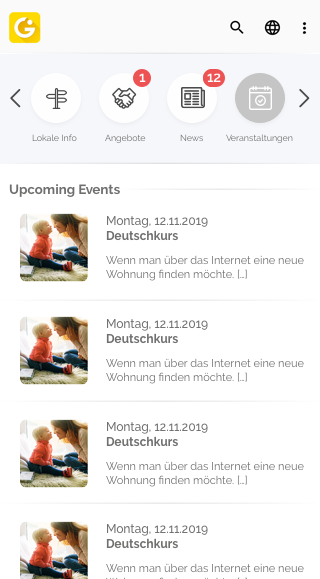 1
12
Lokale Info
Angebote
News
Veranstaltungen
Upcoming Events
Montag, 12.11.2019
Deutschkurs
Wenn man über das Internet eine neue
Wohnung finden möchte. [...]
Montag, 12.11.2019
Deutschkurs
Wenn man über das Internet eine neue
Wohnung finden möchte. [...]
Montag, 12.11.2019
Deutschkurs
Wenn man über das Internet eine neue
Wohnung finden möchte. [...]
Montag, 12.11.2019
Deutschkurs
Wenn man über das Internet eine neue